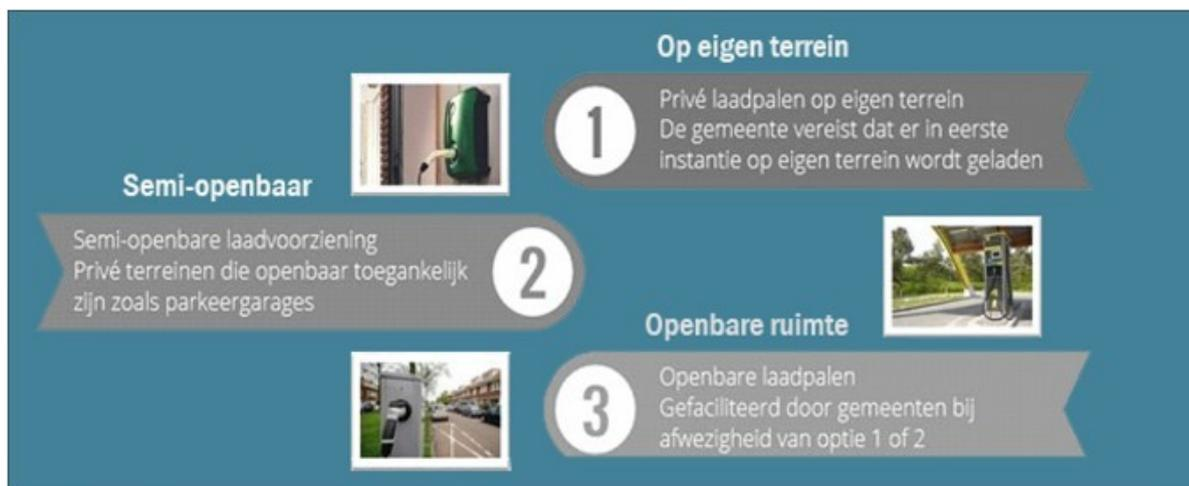 Op eigen terrein
1
Privé laadpalen op eigen terrein
De gemeente vereist dat er in eerste
instantie op eigen terrein wordt geladen
Semi-openbaar
Semi-openbare laadvoorziening
Privé terreinen die openbaar toegankelijk
zijn zoals parkeergarages
2
Openbare ruimte
3
Openbare laadpalen
Gefaciliteerd door gemeenten bij
afwezigheid van optie 1 of 2